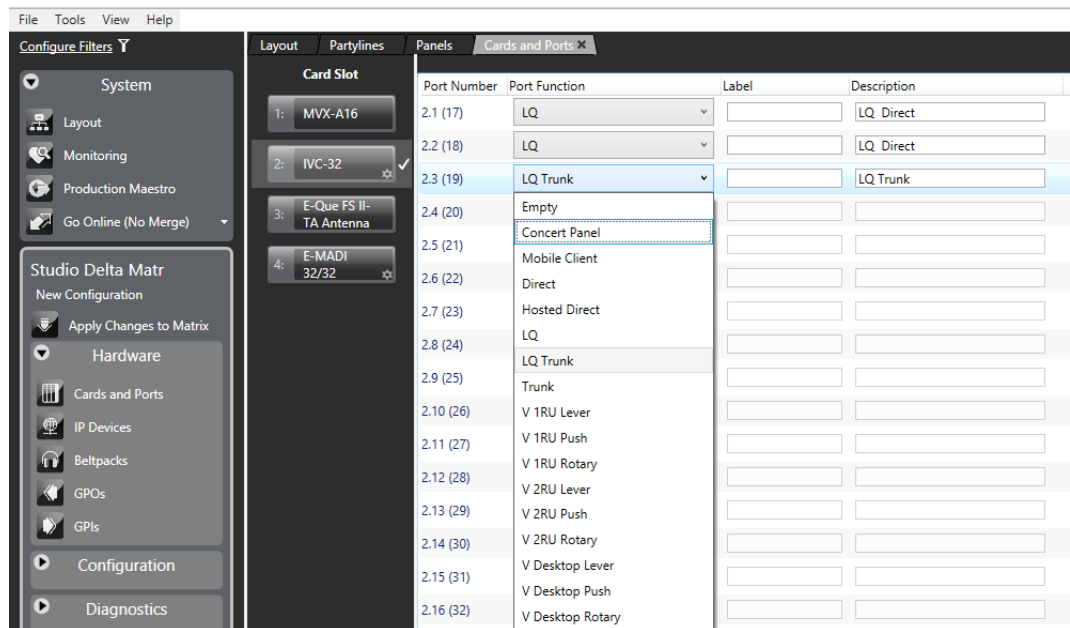 File Tools View Help
Configure Filters
System
Layout
Monitoring
Production Maestro
Go Online (No Merge)
Studio Delta Matr
New Configuration
Apply Changes to Matrix
Hardware
Cards and Ports
IP Devices
Beltpacks
GPOs
GPIs
Configuration
Diagnostics
Layout Partylines Panels Cards and Ports
Card Slot
1: MVX-A16
2: IVC-32
3: E-Que FS II-
TA Antenna
4: E-MADI
32/32
Port Number Port Function Label Description
2.1 (17) LQ LQ Direct
2.2 (18) LQ LQ Direct
2.3 (19) LQ Trunk LQ Trunk
2.4 (20)
2.5 (21)
2.6 (22)
2.7 (23)
2.8 (24)
2.9 (25)
2.10 (26)
2.11 (27)
2.12 (28)
2.13 (29)
2.14 (30)
2.15 (31)
2.16 (32)
Empty
Concert Panel
Mobile Client
Direct
Hosted Direct
LQ
LQ Trunk
Trunk
V 1RU Lever
V 1RU Push
V 1RU Rotary
V 2RU Lever
V 2RU Push
V 2RU Rotary
V Desktop Lever
V Desktop Push
V Desktop Rotary